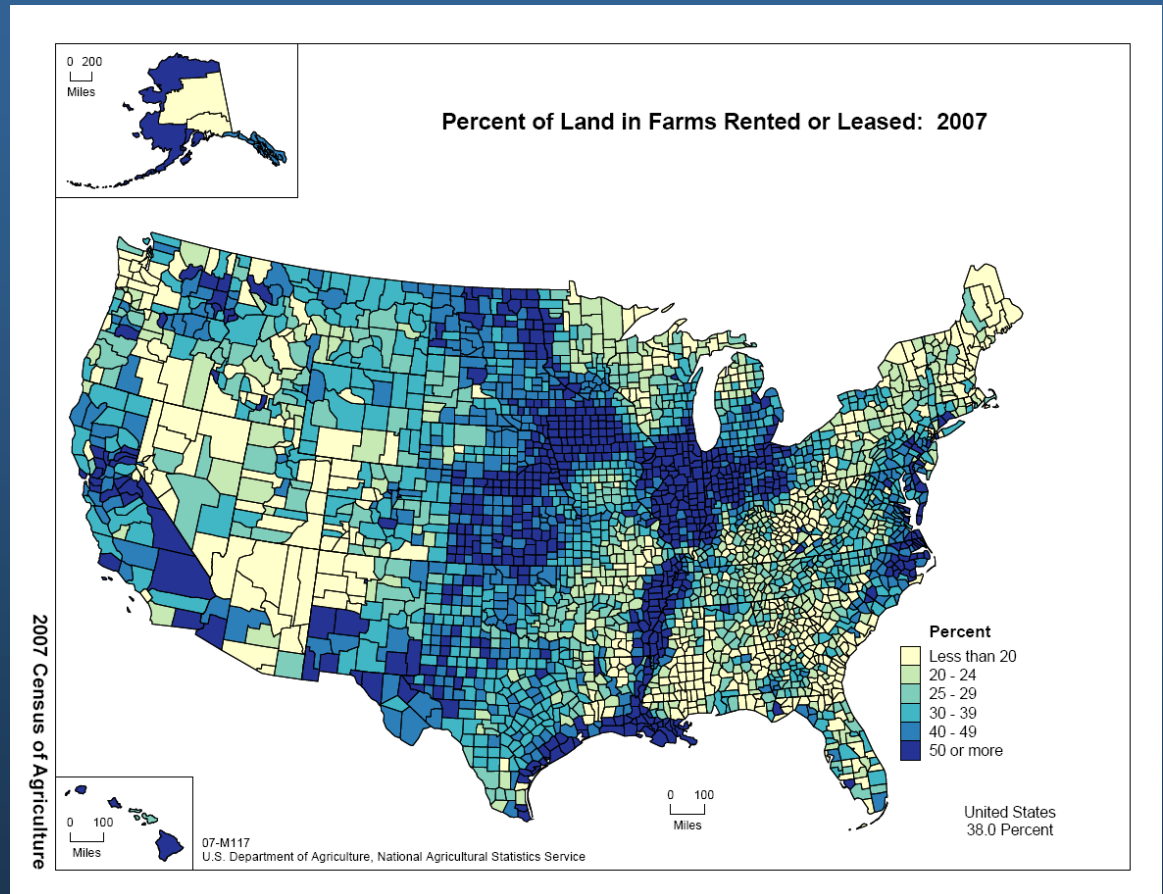 0 200
Miles
Percent of Land in Farms Rented or Leased: 2007
2007 Census of Agriculture
Percent
Less than 20
20 - 24
25 - 29
30 - 39
40 - 49
50 or more
0 100
Miles
United States
38.0 Percent
0 100
Miles
07-M117
U.S. Department of Agriculture, National Agricultural Statistics Service